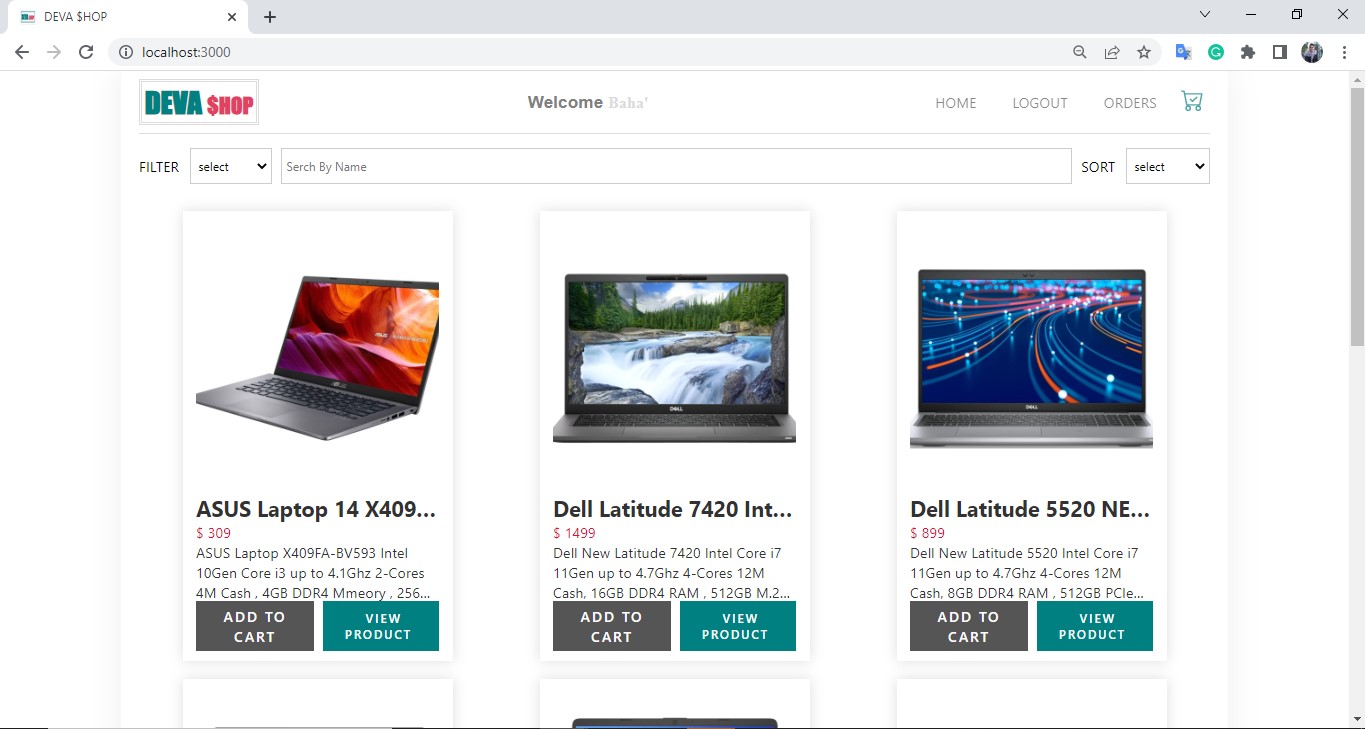 DEVA $HOP
localhost:3000
DEVA $HOP
Welcome Baha'
HOME LOGOUT ORDERS
FILTER select Serch By Name SORT select
DELL
DELL
ASUS Laptop 14 X409...
$ 309
ASUS Laptop X409FA-BV593 Intel
10Gen Core i3 up to 4.1Ghz 2-Cores
4M Cash , 4GB DDR4 Mmeory , 256...
ADD TO
CART
VIEW
PRODUCT
Dell Latitude 7420 Int...
$ 1499
Dell New Latitude 7420 Intel Core i7
11Gen up to 4.7Ghz 4-Cores 12M
Cash, 16GB DDR4 RAM , 512GB M.2...
ADD TO
CART
VIEW
PRODUCT
Dell Latitude 5520 NE...
$ 899
Dell New Latitude 5520 Intel Core i7
11Gen up to 4.7Ghz 4-Cores 12M
Cash, 8GB DDR4 RAM , 512GB PCIe...
ADD TO
CART
VIEW
PRODUCT